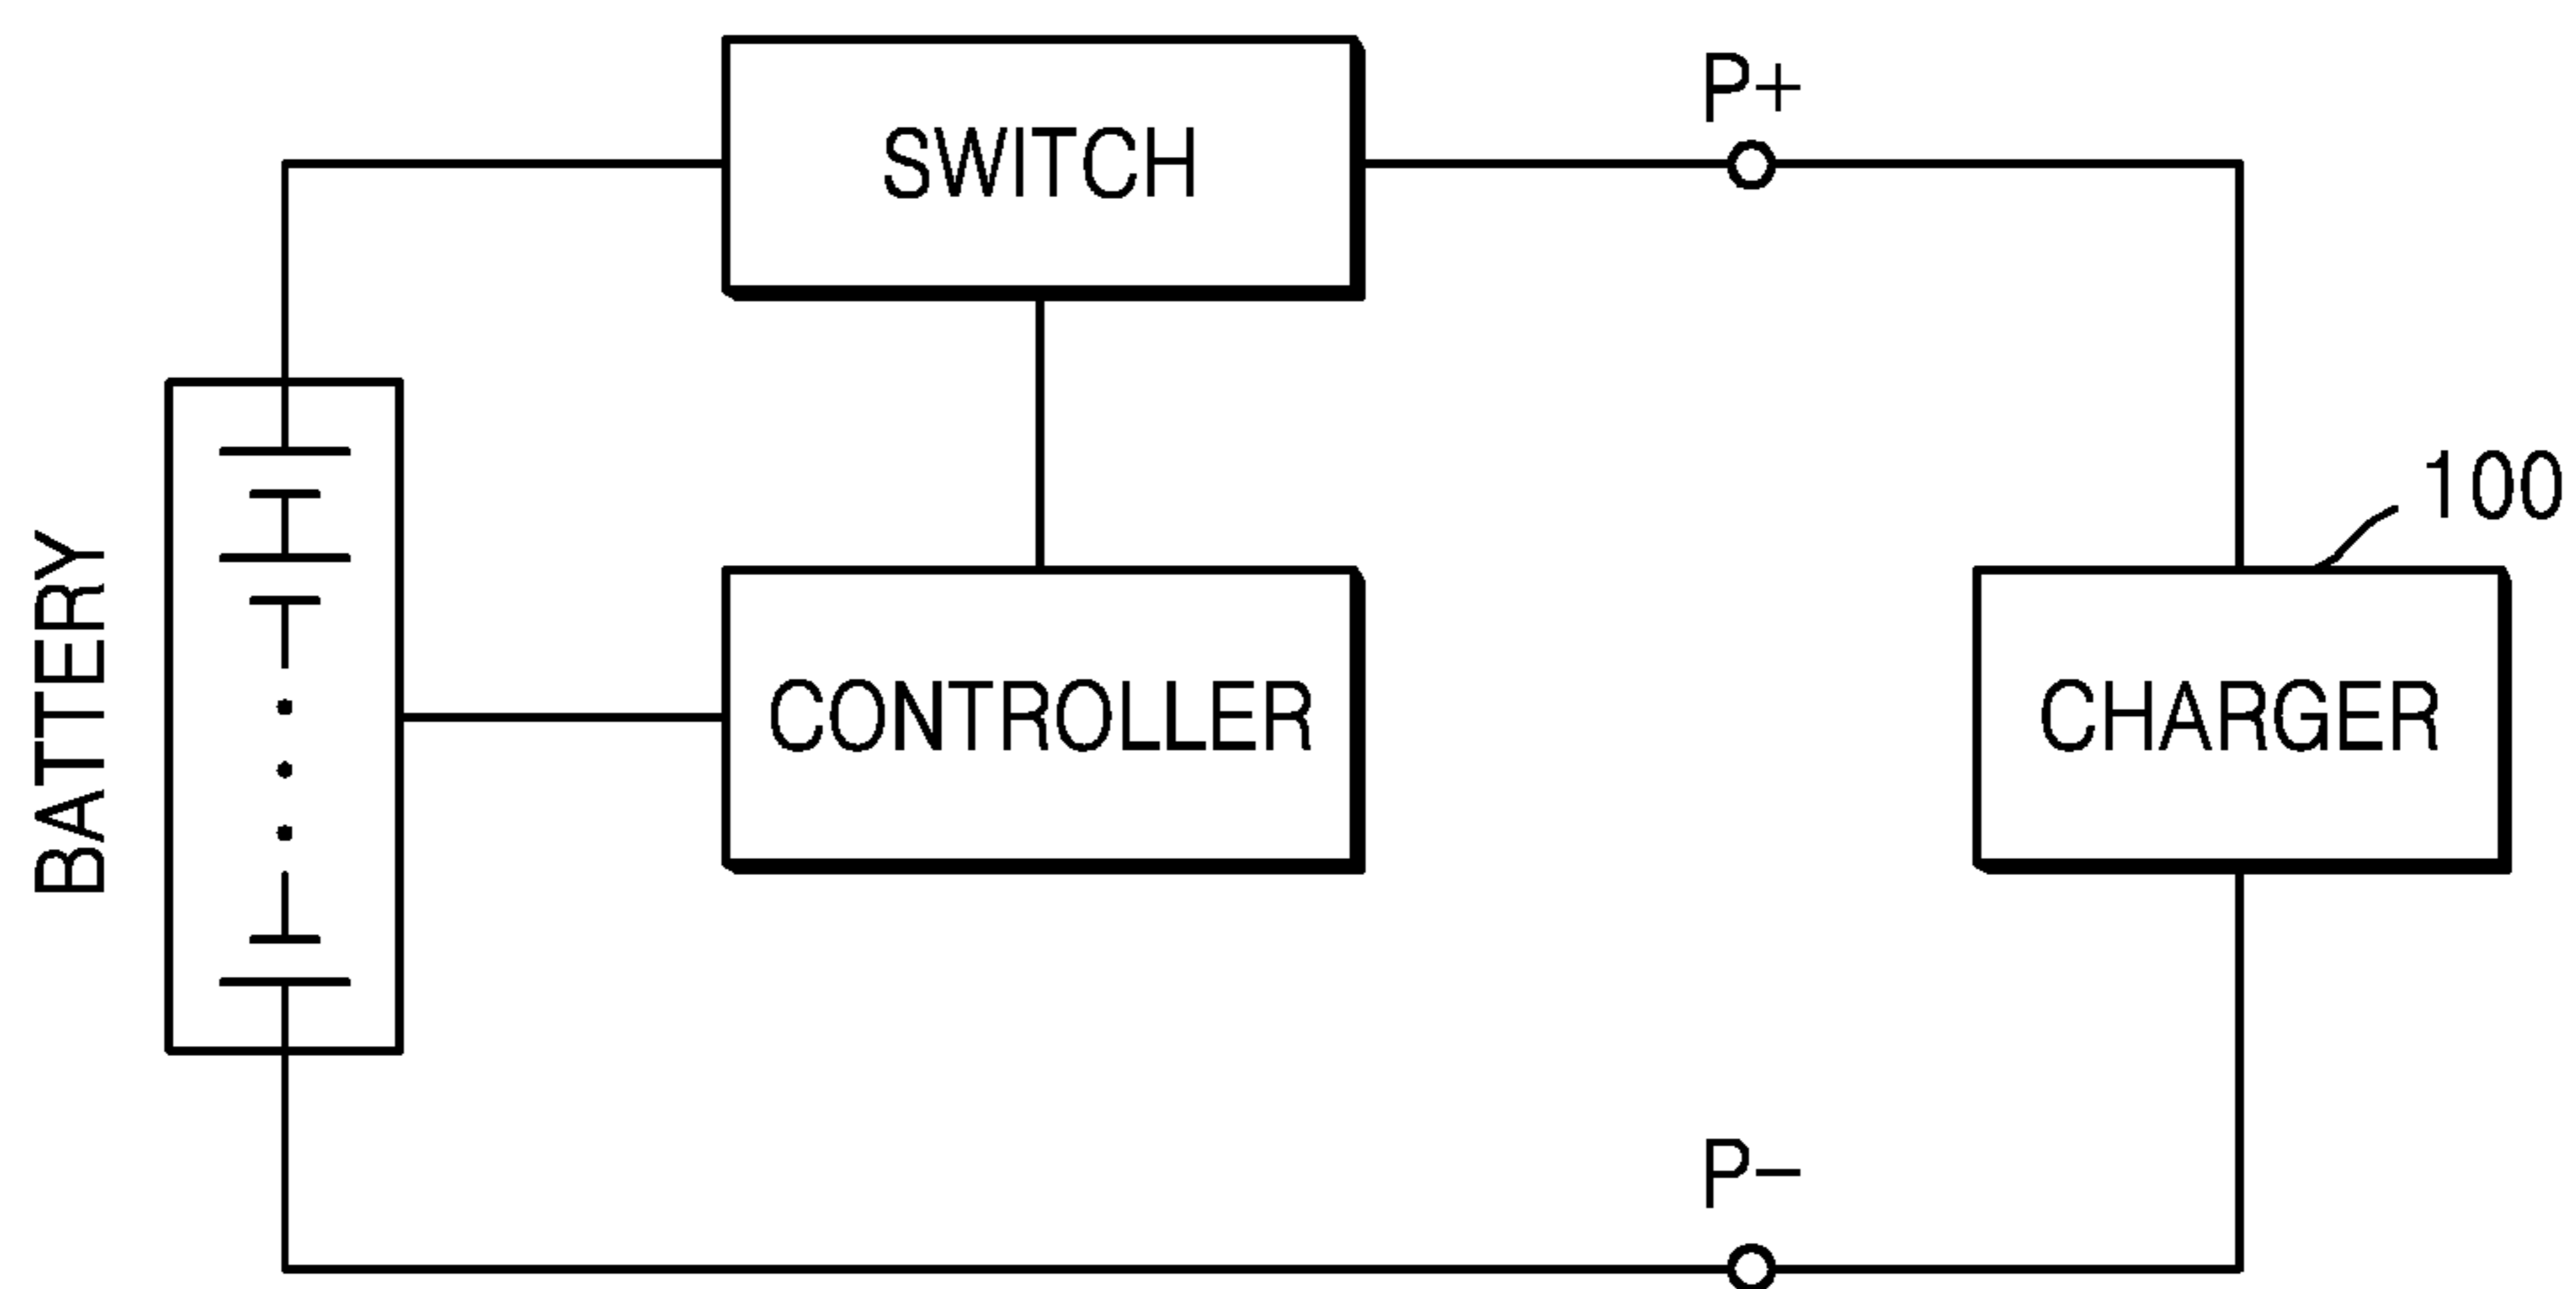 P+
SWITCH
100
BATTERY
CONTROLLER
CHARGER
P−